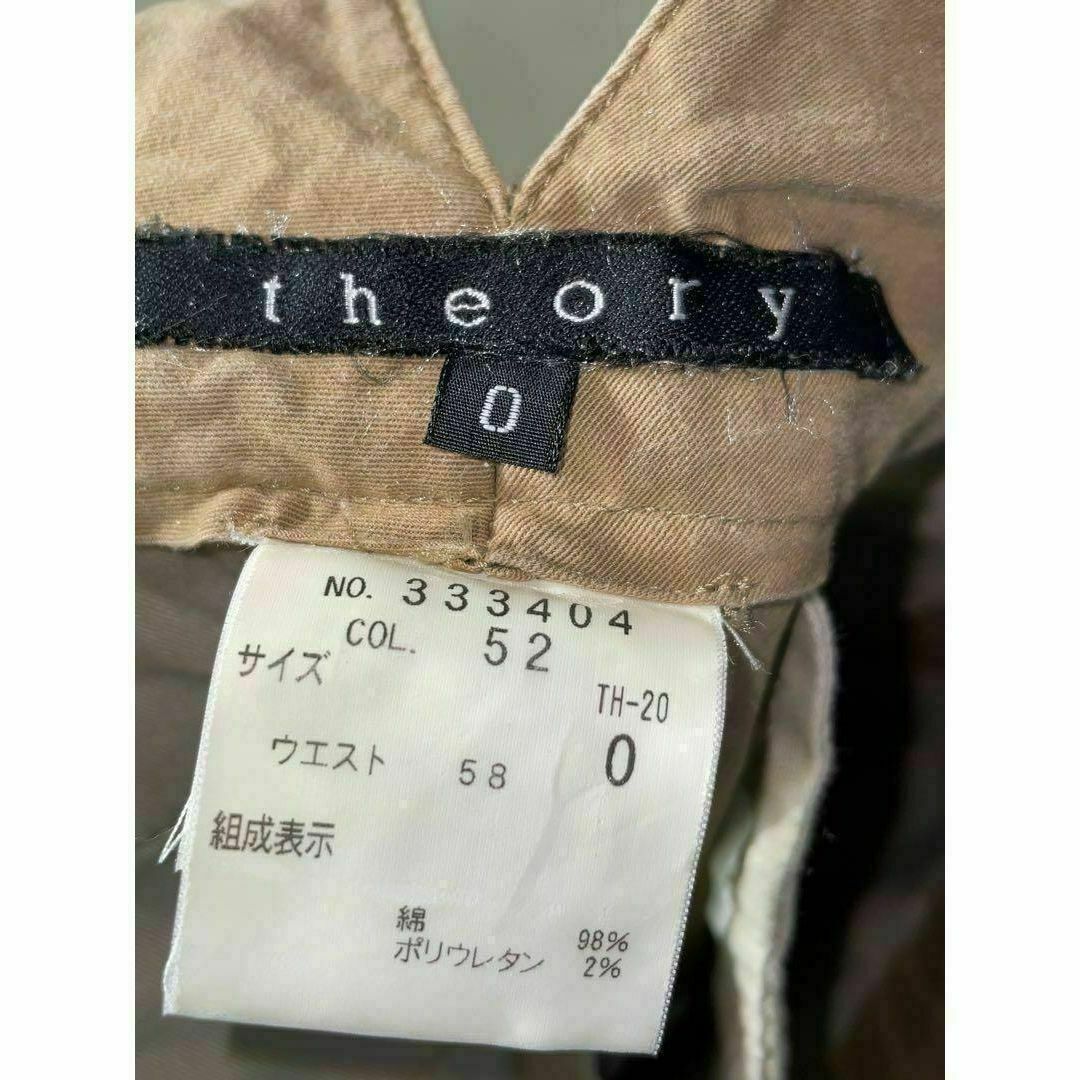 theory
0
NO. 333404
COL. 52
サイズ
TH-20
ウエスト 58 0
組成表示
綿 98%
ポリウレタン 2%